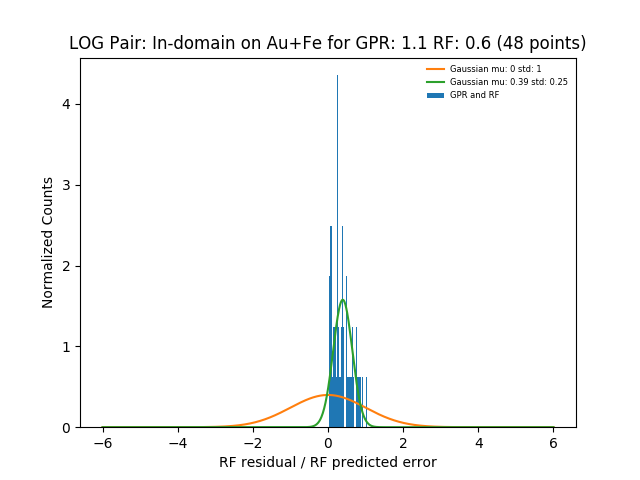 LOG Pair: In-domain on Au+Fe for GPR: 1.1 RF: 0.6 (48 points)
Gaussian mu: 0 std: 1
Gaussian mu: 0.39 std: 0.25
GPR and RF
Normalized Counts
4
3
2
1
0
−6 −4 −2 0 2 4 6
RF residual / RF predicted error